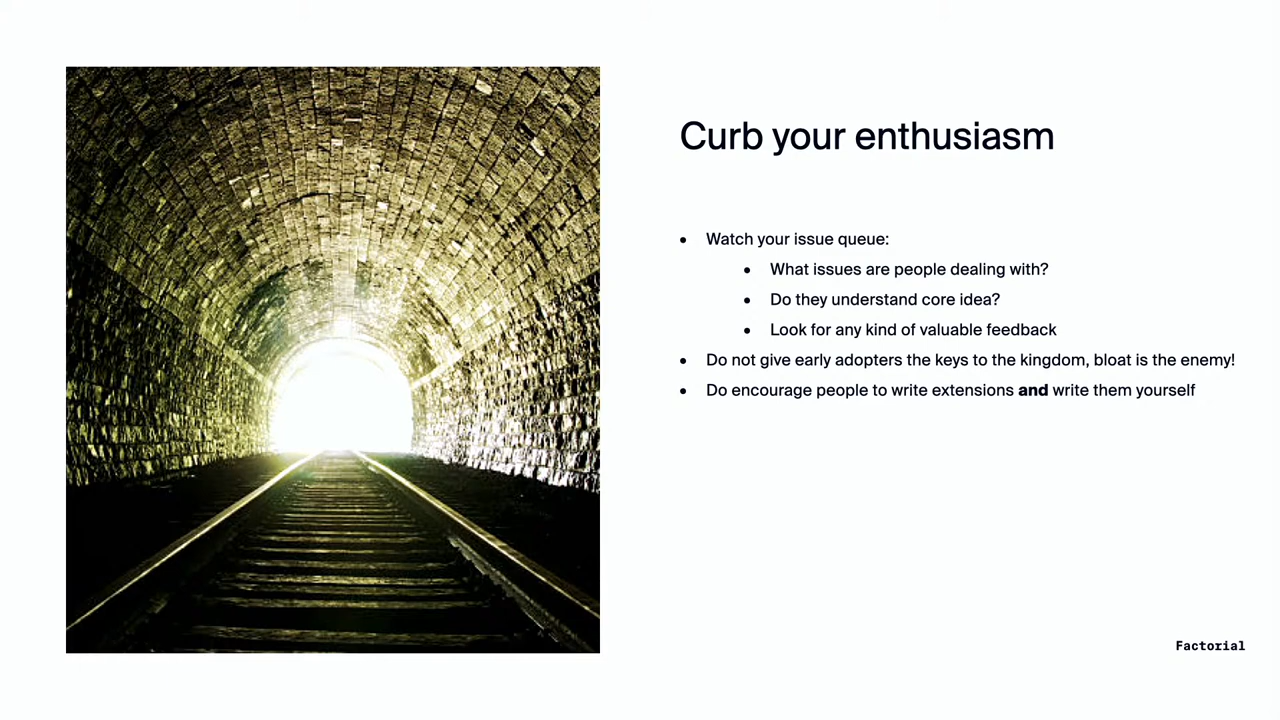 Curb your enthusiasm
Watch your issue queue:
What issues are people dealing with?
Do they understand core idea?
Look for any kind of valuable feedback
Do not give early adopters the keys to the kingdom, bloat is the enemy!
Do encourage people to write extensions and write them yourself
Factorial